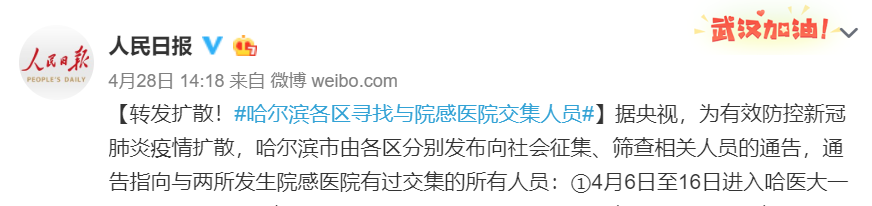 人民日报
PEOPLE'S DAILY
人民日报
武汉加油!
4月28日 14:18 来自 微博 weibo.com
【转发扩散！#哈尔滨各区寻找与院感医院交集人员#】据央视，为有效防控新冠
肺炎疫情扩散，哈尔滨市由各区分别发布向社会征集、筛查相关人员的通告，通
告指向与两所发生院感医院有过交集的所有人员：①4月6日至16日进入哈医大一